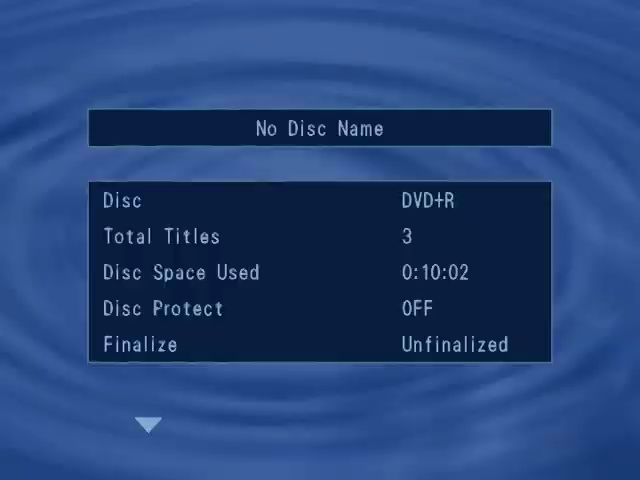 No Disc Name
Disc DVD+R
Total Titles 3
Disc Space Used 0:10:02
Disc Protect OFF
Finalize Unfinalized